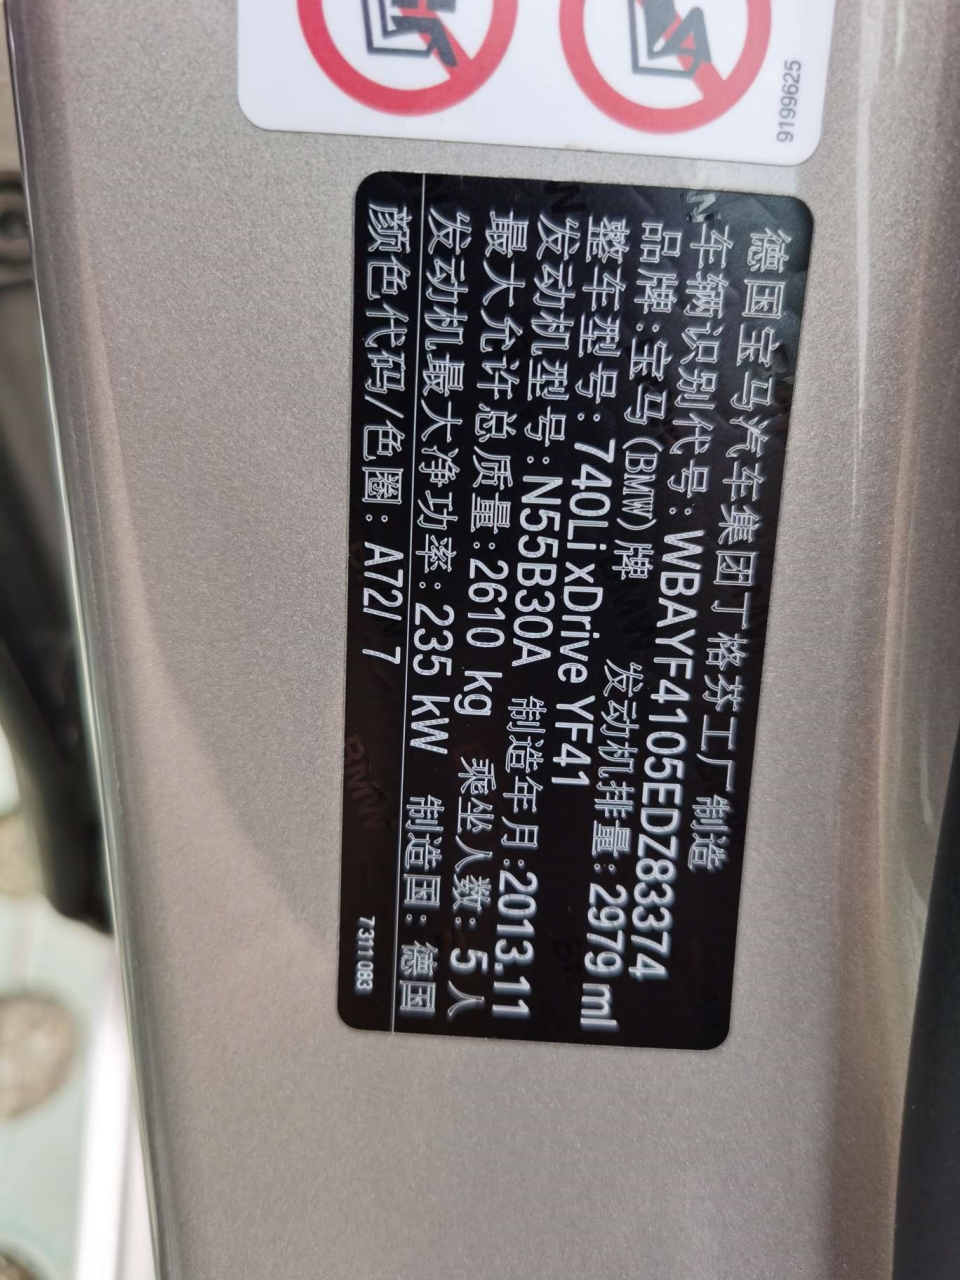 9199625
德国宝马汽车集团丁格芬工厂制造
车辆识别代号：WBAYF4105EDZ83374
品牌：宝马(BMW)牌 发动机排量：2979 ml
整车型号：740Li xDrive YF41
发动机型号：N55B30A 制造年月：2013.11
最大允许总质量：2610 kg 乘坐人数：5人
发动机最大净功率：235 kW 制造国：德国
颜色代码/色圈：A72/ 7
7311 083